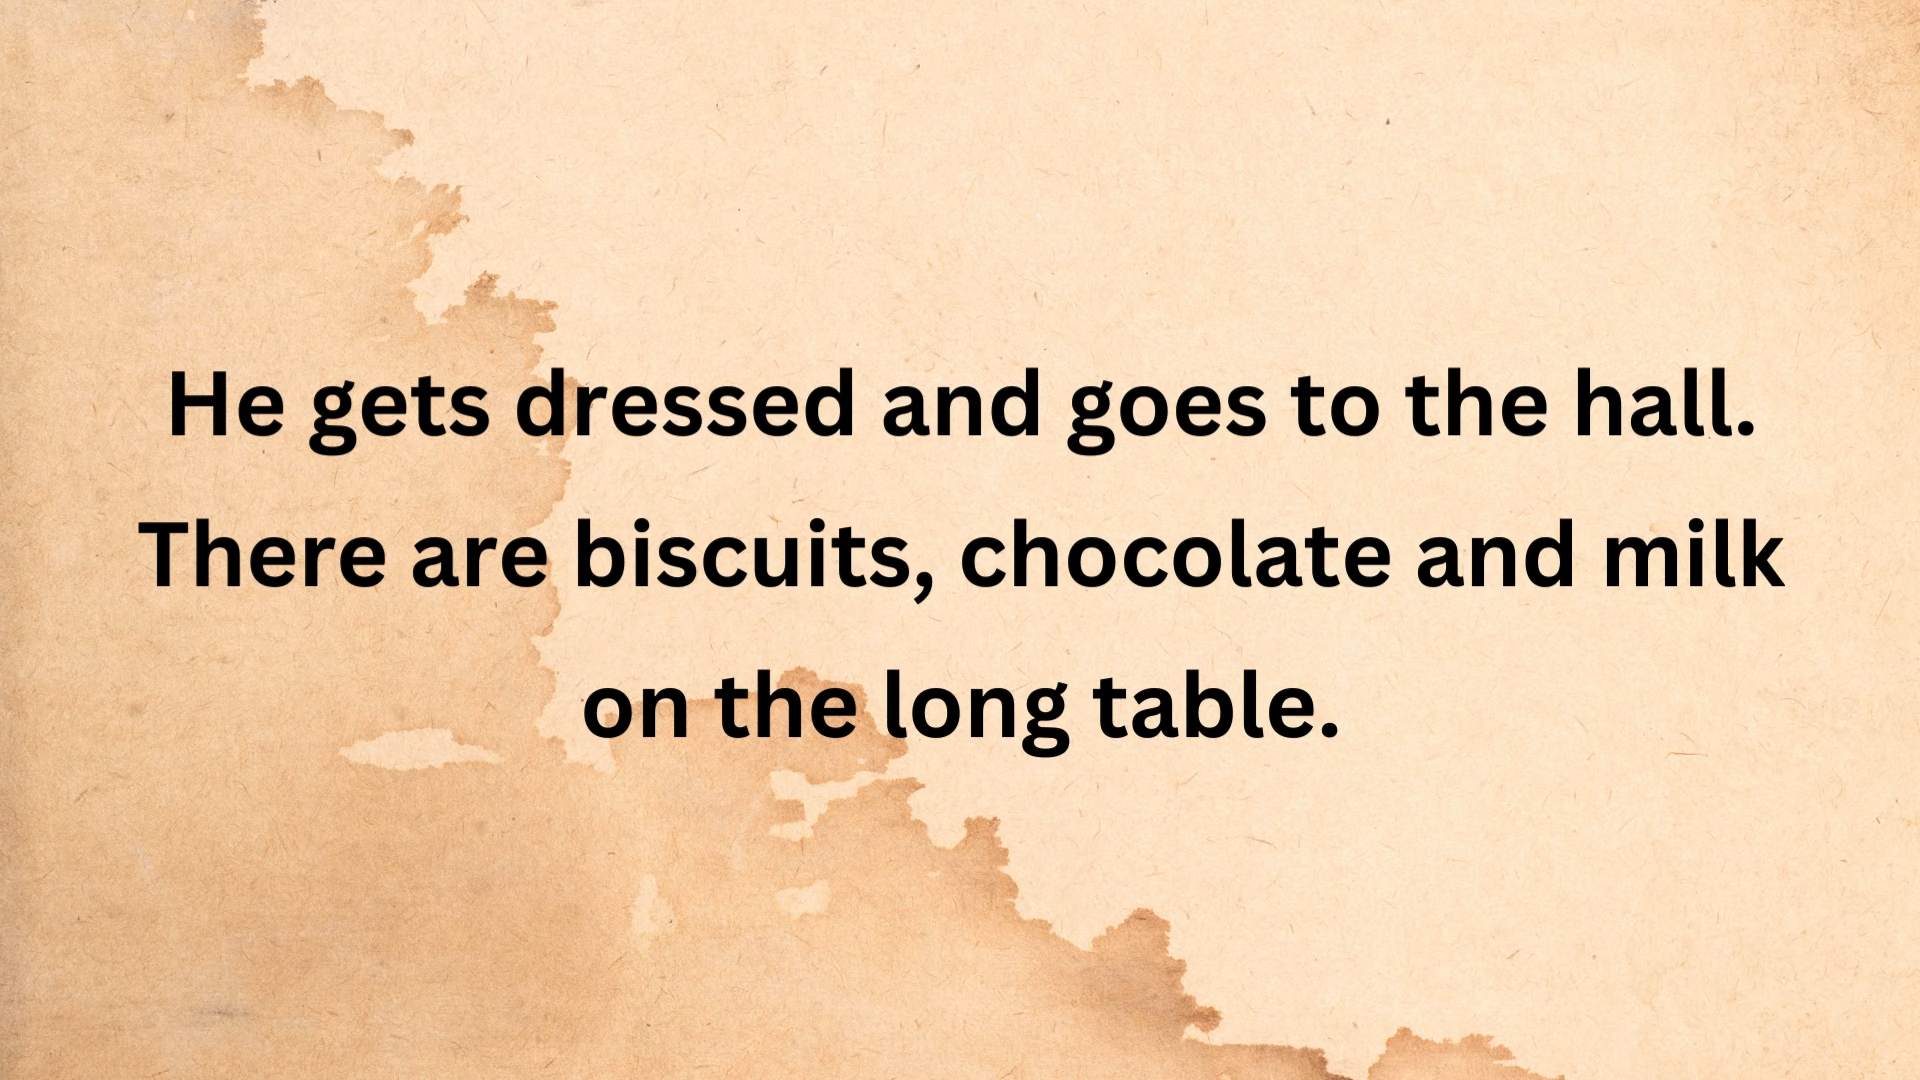 He gets dressed and goes to the hall.
There are biscuits, chocolate and milk
on the long table.